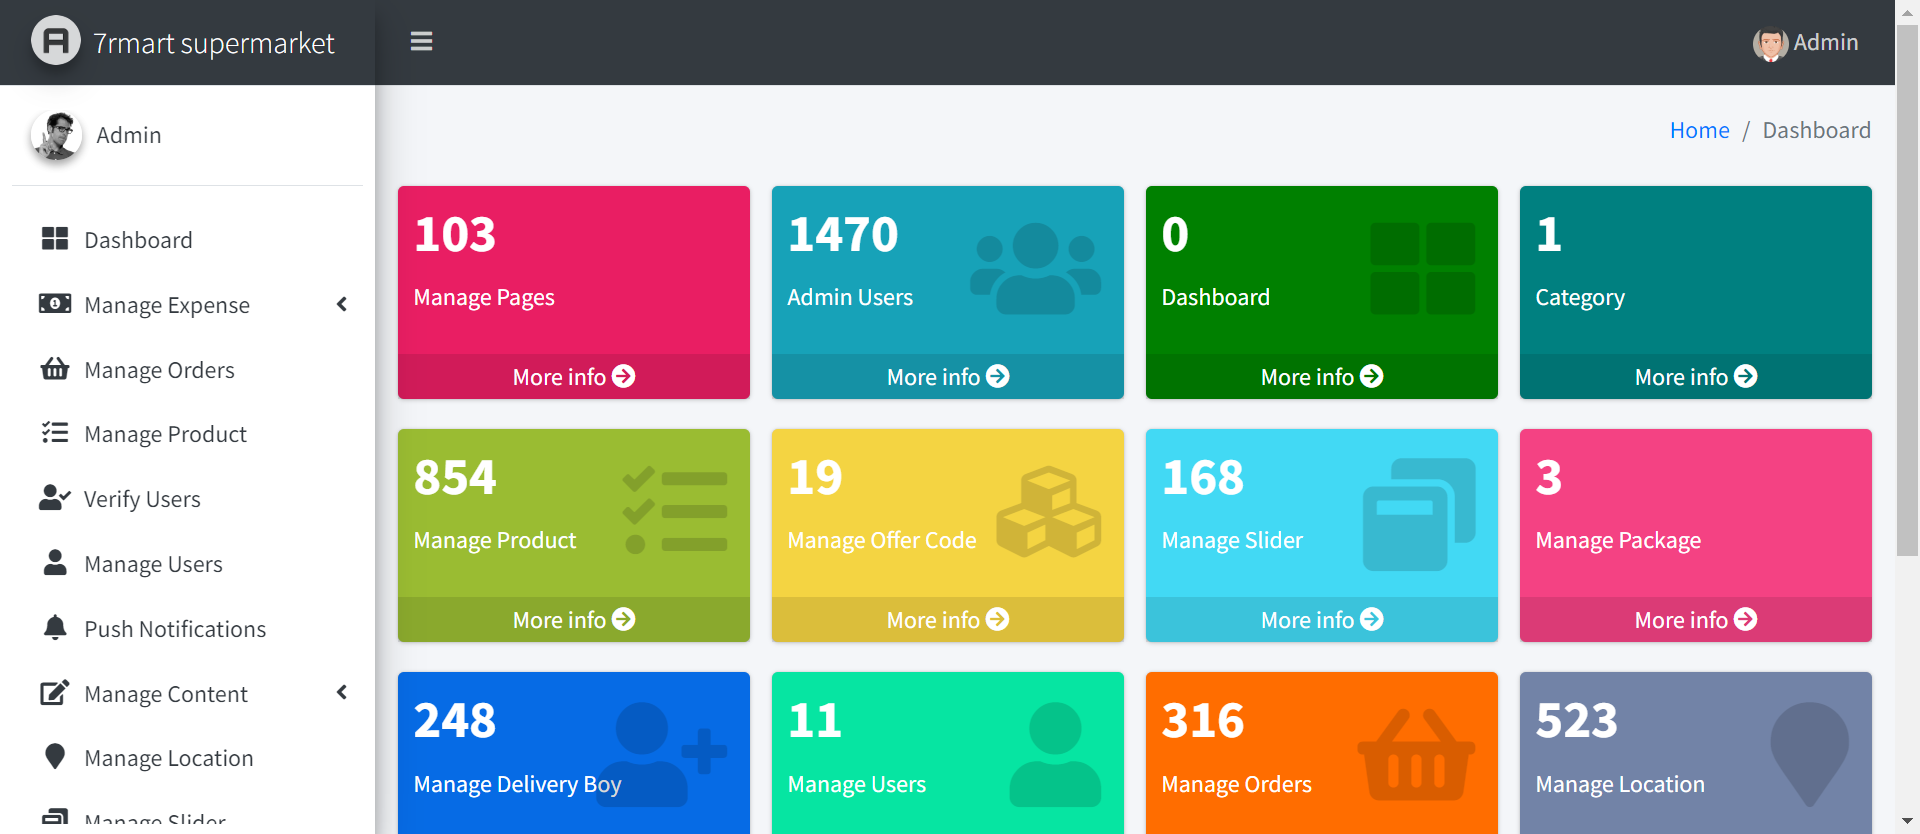 7rmart supermarket
Admin
Admin
Home / Dashboard
Dashboard
Manage Expense
Manage Orders
Manage Product
Verify Users
Manage Users
Push Notifications
Manage Content
Manage Location
Manage Slider
103
Manage Pages
More info
1470
Admin Users
More info
0
Dashboard
More info
1
Category
More info
854
Manage Product
More info
19
Manage Offer Code
More info
168
Manage Slider
More info
3
Manage Package
More info
248
Manage Delivery Boy
11
Manage Users
316
Manage Orders
523
Manage Location